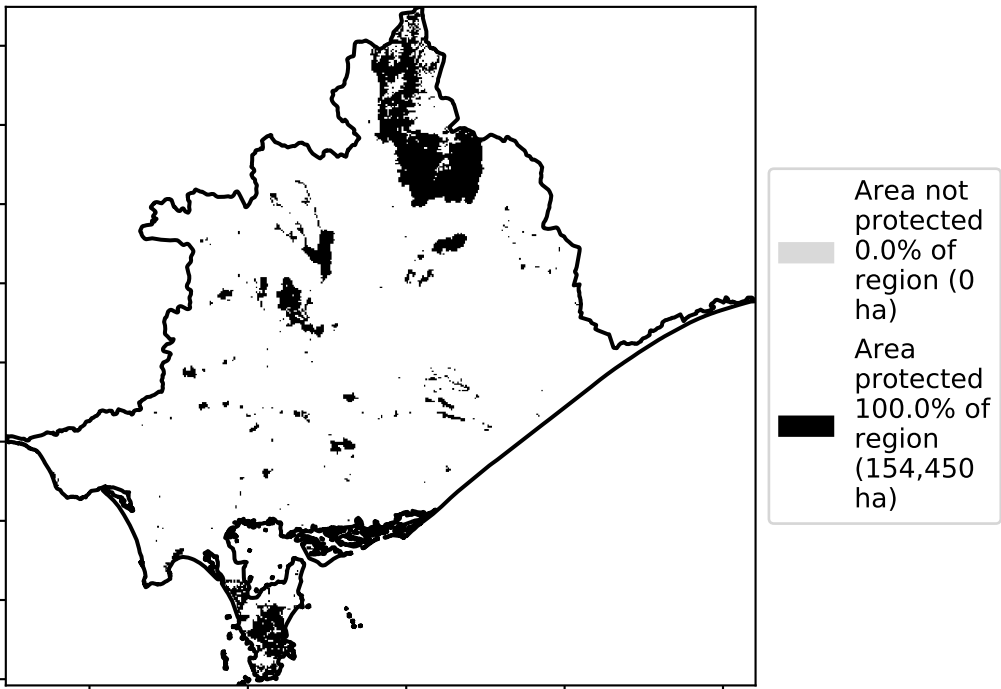 Area not
protected
0.0% of
region (0
ha)
Area
protected
100.0% of
region
(154,450
ha)